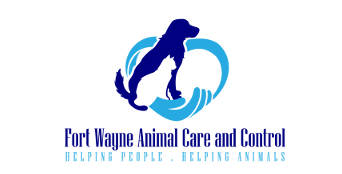 Fort Wayne Animal Care and Control
HELPING PEOPLE . HELPING ANIMALS